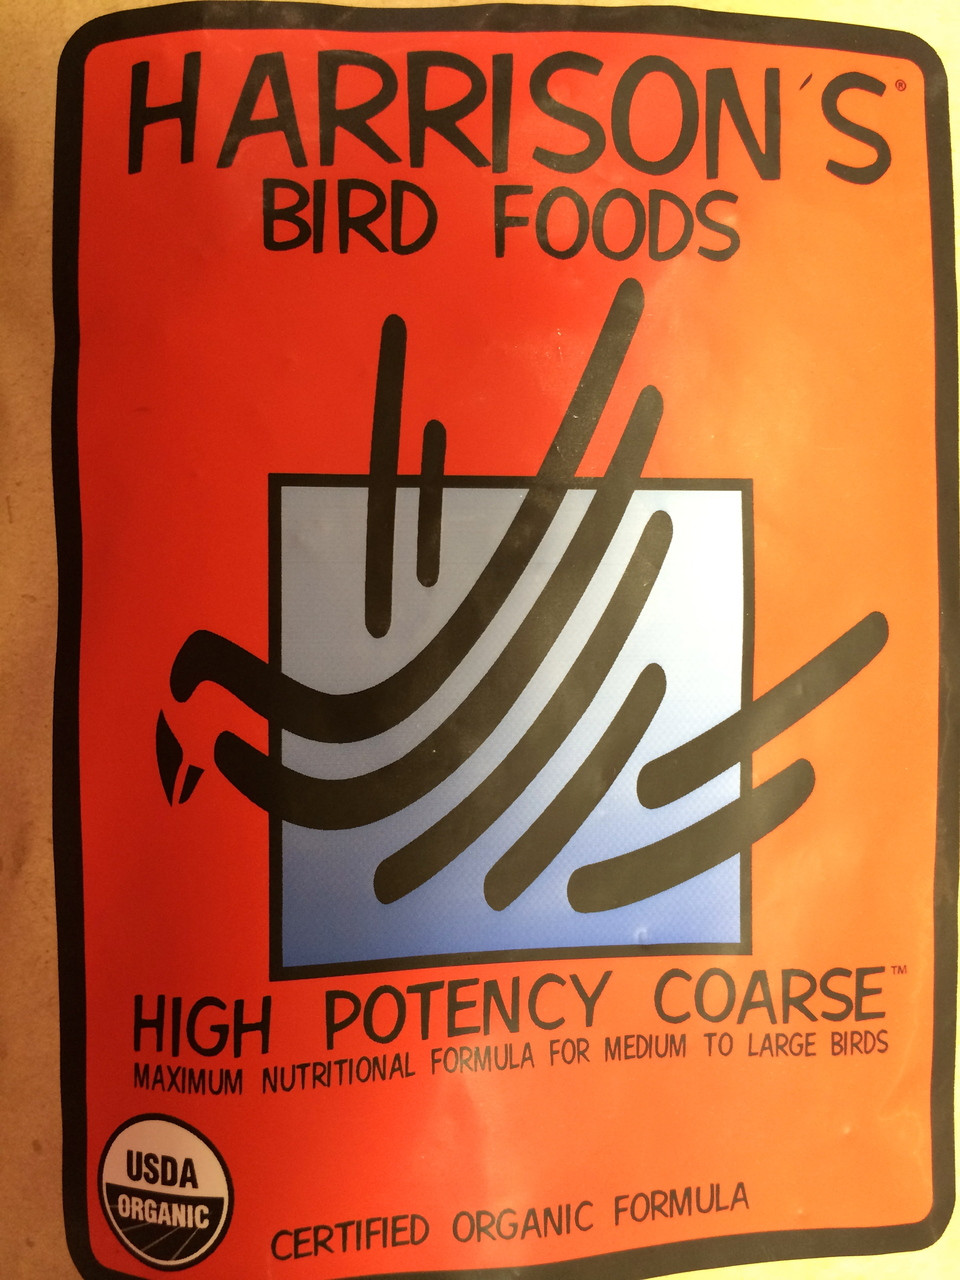 HARRISON'S®
BIRD FOODS
HIGH POTENCY COARSE™
MAXIMUM NUTRITIONAL FORMULA FOR MEDIUM TO LARGE BIRDS
USDA
ORGANIC
CERTIFIED ORGANIC FORMULA